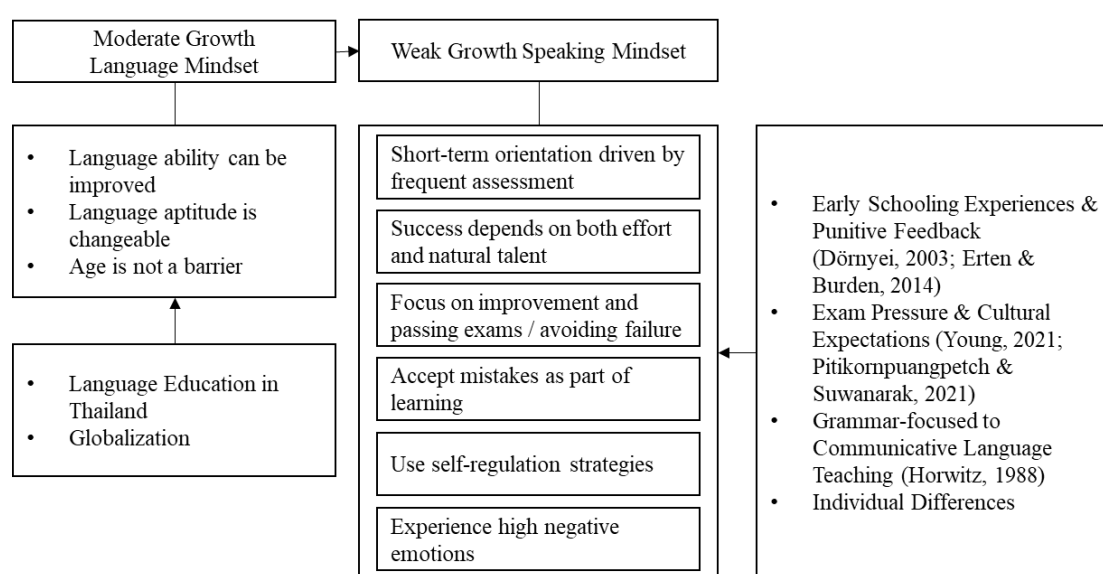 Moderate Growth
Language Mindset
Weak Growth Speaking Mindset
• Language ability can be
improved
• Language aptitude is
changeable
• Age is not a barrier
• Language Education in
Thailand
• Globalization
Short-term orientation driven by
frequent assessment
Success depends on both effort
and natural talent
Focus on improvement and
passing exams / avoiding failure
Accept mistakes as part of
learning
Use self-regulation strategies
Experience high negative
emotions
• Early Schooling Experiences &
Punitive Feedback
(Dörnyei, 2003; Erten &
Burden, 2014)
• Exam Pressure & Cultural
Expectations (Young, 2021;
Pitikornpuangpetch &
Suwanarak, 2021)
• Grammar-focused to
Communicative Language
Teaching (Horwitz, 1988)
• Individual Differences